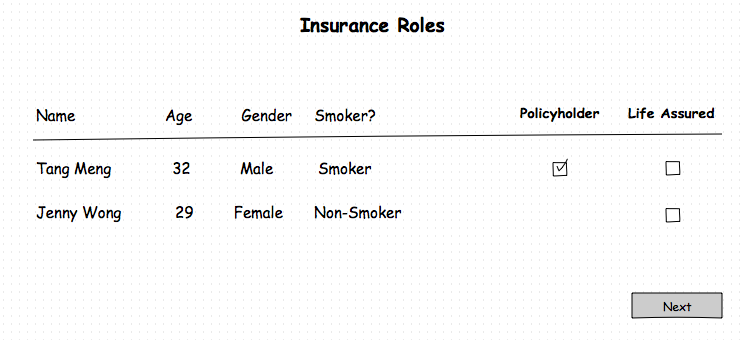 Insurance Roles
Name Age Gender Smoker? Policyholder Life Assured
Tang Meng 32 Male Smoker
Jenny Wong 29 Female Non-Smoker
Next